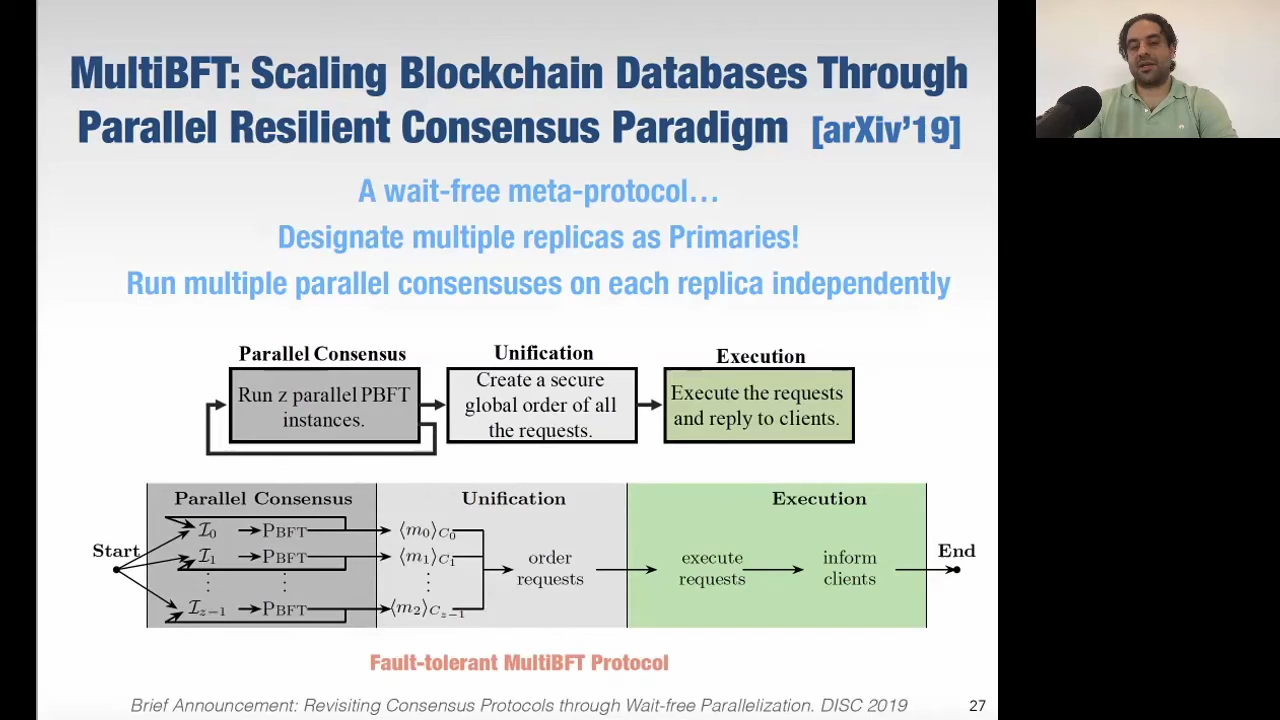 MultiBFT: Scaling Blockchain Databases Through
Parallel Resilient Consensus Paradigm [arXiv'19]
A wait-free meta-protocol…
Designate multiple replicas as Primaries!
Run multiple parallel consensuses on each replica independently
Parallel Consensus
Run z parallel PBFT
instances.
Unification
Create a secure
global order of all
the requests.
Execution
Execute the requests
and reply to clients.
Parallel Consensus
Unification
Execution
Start
I₀ PBFT ⟨m₀⟩C₀
I₁ PBFT ⟨m₁⟩C₁
⋮ ⋮ ⋮
I_z−1 PBFT ⟨m₂⟩C_z−1
order
requests
execute
requests
inform
clients
End
Fault-tolerant MultiBFT Protocol
Brief Announcement: Revisiting Consensus Protocols through Wait-free Parallelization. DISC 2019
27